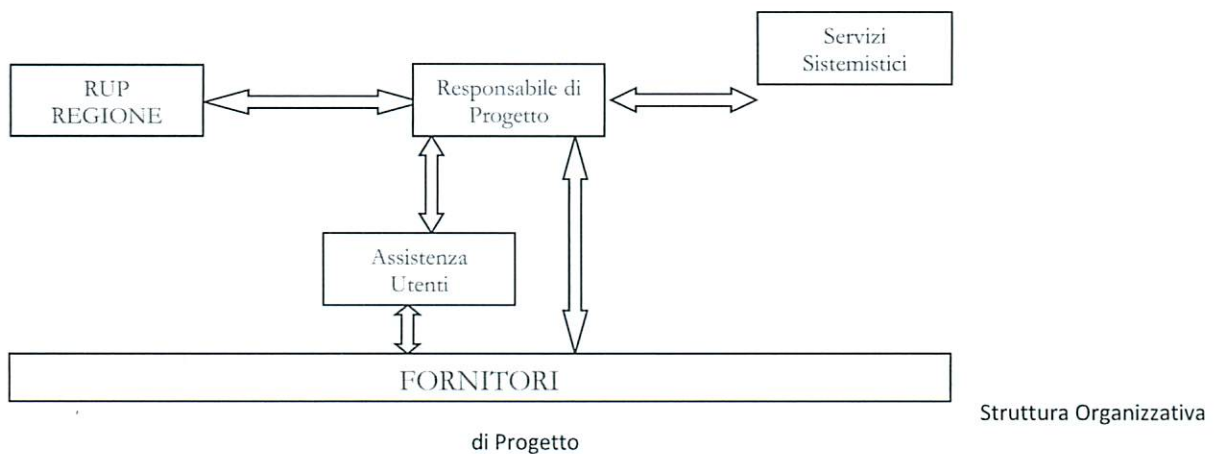 Servizi
Sistemistici
RUP
REGIONE
Responsabile di
Progetto
Assistenza
Utenti
FORNITORI
Struttura Organizzativa
di Progetto